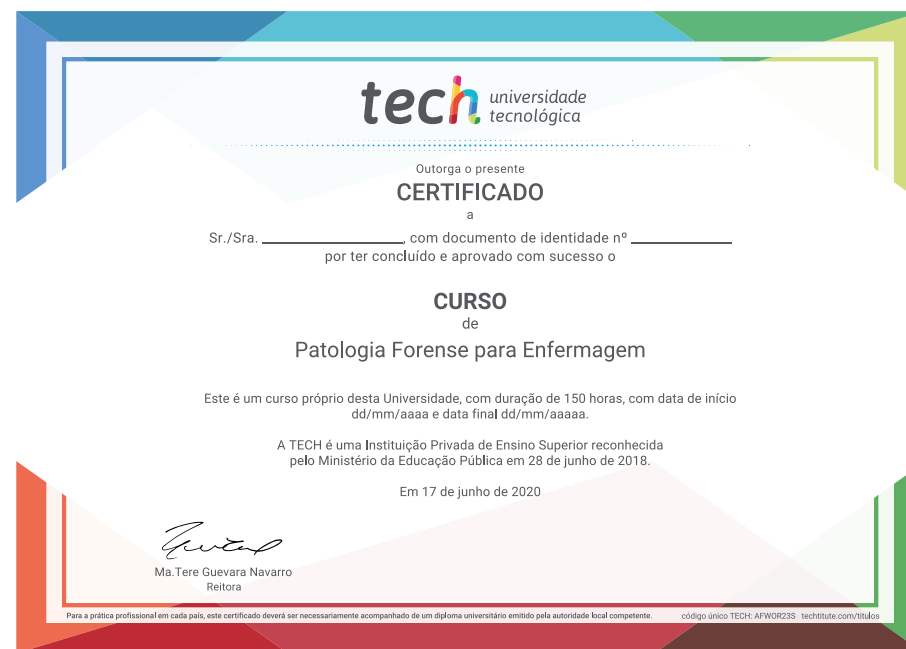 tech universidade
tecnológica
Outorga o presente
CERTIFICADO
a
Sr./Sra. ____________________, com documento de identidade nº ______________
por ter concluído e aprovado com sucesso o
CURSO
de
Patologia Forense para Enfermagem
Este é um curso próprio desta Universidade, com duração de 150 horas, com data de início
dd/mm/aaaa e data final dd/mm/aaaaa.
A TECH é uma Instituição Privada de Ensino Superior reconhecida
pelo Ministério da Educação Pública em 28 de junho de 2018.
Em 17 de junho de 2020
Ma.Tere Guevara Navarro
Reitora
Para a prática profissional em cada país, este certificado deverá ser necessariamente acompanhado de um diploma universitário emitido pela autoridade local competente. código único TECH: AFWOR23S techtitute.com/titulos